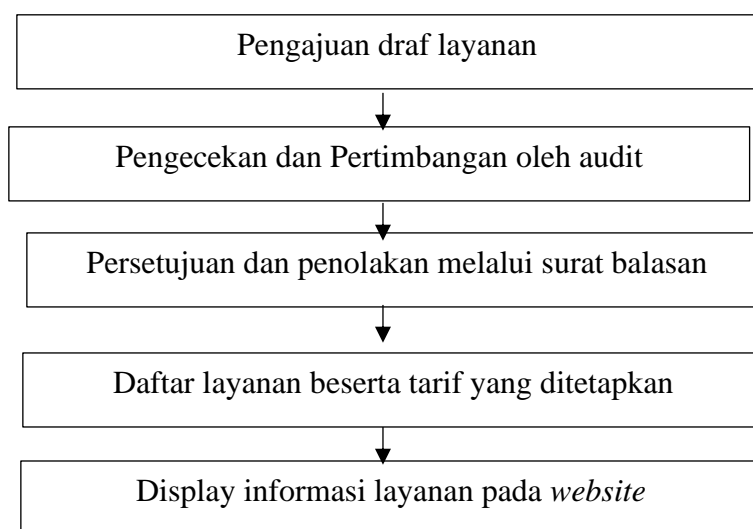 Pengajuan draf layanan
Pengecekan dan Pertimbangan oleh audit
Persetujuan dan penolakan melalui surat balasan
Daftar layanan beserta tarif yang ditetapkan
Display informasi layanan pada website